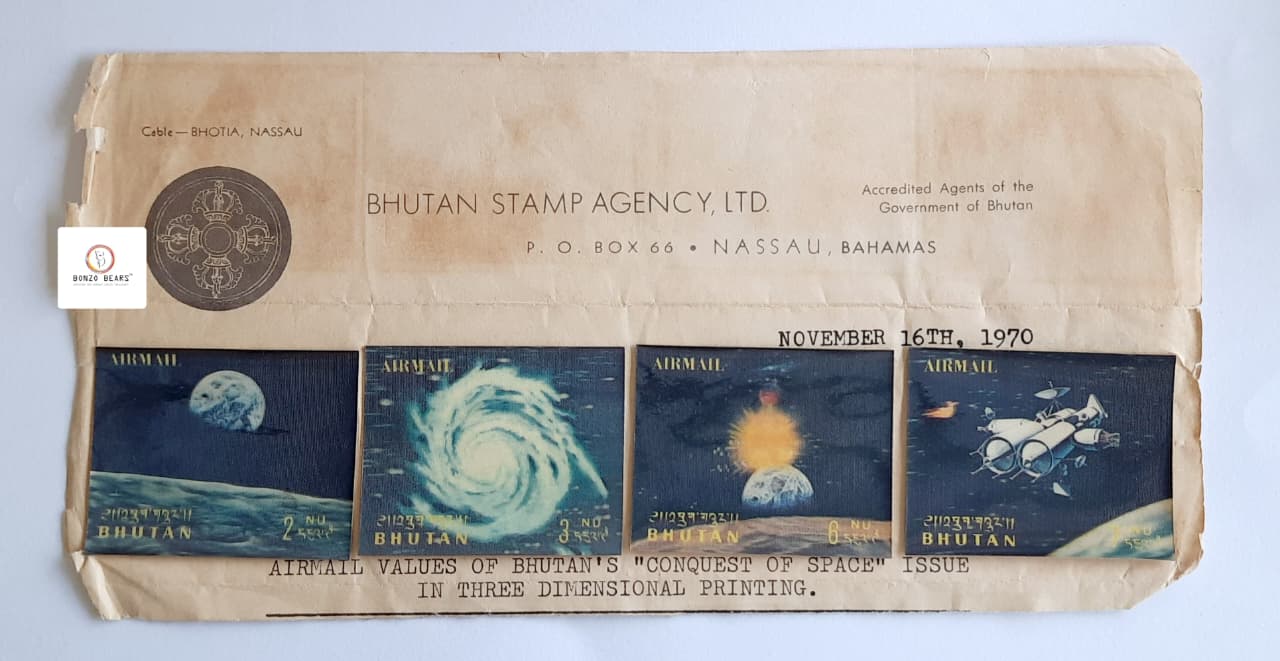 Cable — BHOTIA, NASSAU
BHUTAN STAMP AGENCY, LTD.
Accredited Agents of the
Government of Bhutan
P. O. BOX 66 • NASSAU, BAHAMAS
BONZO BEARS
NOVEMBER 16TH, 1970
AIRMAIL
BHUTAN
2 NU
AIRMAIL
BHUTAN
3 NU
AIRMAIL
BHUTAN
6 NU
AIRMAIL
BHUTAN
NU
AIRMAIL VALUES OF BHUTAN'S "CONQUEST OF SPACE" ISSUE
IN THREE DIMENSIONAL PRINTING.